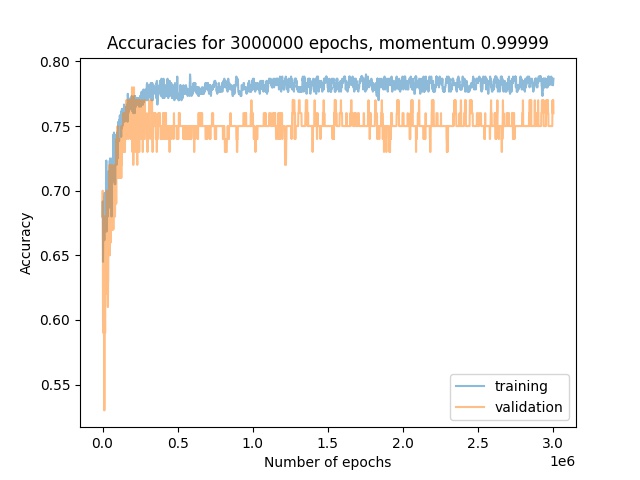 Accuracies for 3000000 epochs, momentum 0.99999
0.80
0.75
0.70
0.65
0.60
0.55
Accuracy
0.0
0.5
1.0
1.5
2.0
2.5
3.0
1e6
Number of epochs
training
validation